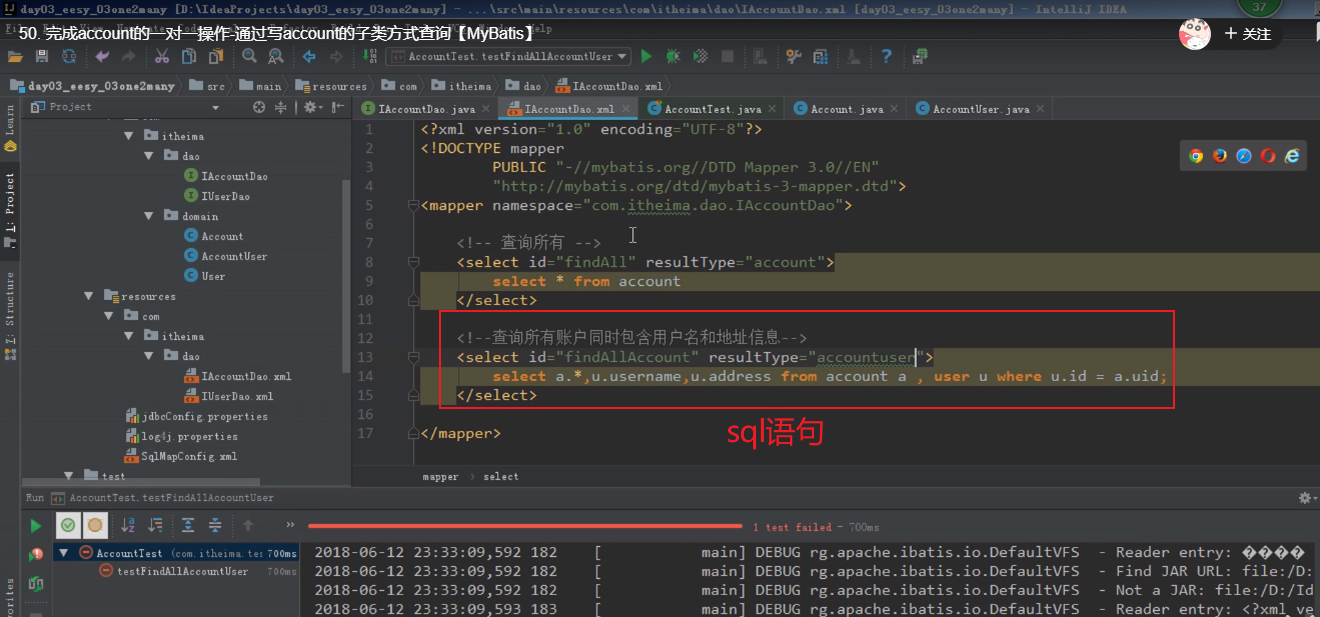 day03_eesy_03one2many [D:\IdeaProjects\day03_eesy_03one2many] - ...\src\main\resources\com\itheima\dao\IAccountDao.xml [day03_eesy_03one2many] - IntelliJ IDEA
37
50. 完成account的一对一操作-通过写account的子类方式查询【MyBatis】
Help
+ 关注
AccountTest.testFindAllAccountUser
day03_eesy_03one2many
src
main
resources
com
itheima
dao
IAccountDao.xml
Project
IAccountDao.java
IAccountDao.xml
AccountTest.java
Account.java
AccountUser.java
Learn
1: Project
7: Structure
itheima
dao
IAccountDao
IUserDao
domain
Account
AccountUser
User
resources
com
itheima
dao
IAccountDao.xml
IUserDao.xml
jdbcConfig.properties
log4j.properties
SqlMapConfig.xml
test
1 <?xml version="1.0" encoding="UTF-8"?>
2 <!DOCTYPE mapper
3 PUBLIC "-//mybatis.org//DTD Mapper 3.0//EN"
4 "http://mybatis.org/dtd/mybatis-3-mapper.dtd">
5 <mapper namespace="com.itheima.dao.IAccountDao">
6
7 <!-- 查询所有 -->
8 <select id="findAll" resultType="account">
9 select * from account
10 </select>
11
12 <!--查询所有账户同时包含用户名和地址信息-->
13 <select id="findAllAccount" resultType="accountuser">
14 select a.*,u.username,u.address from account a , user u where u.id = a.uid;
15 </select>
16
17 </mapper>
sql语句
mapper > select
Run AccountTest.testFindAllAccountUser
1 test failed - 700ms
AccountTest (com.itheima.tes 700ms
testFindAllAccountUser 700ms
2018-06-12 23:33:09,592 182 [ main] DEBUG rg.apache.ibatis.io.DefaultVFS - Reader entry: ����
2018-06-12 23:33:09,592 182 [ main] DEBUG rg.apache.ibatis.io.DefaultVFS - Find JAR URL: file:/D:
2018-06-12 23:33:09,592 182 [ main] DEBUG rg.apache.ibatis.io.DefaultVFS - Not a JAR: file:/D:/Id
2018-06-12 23:33:09,593 183 [ main] DEBUG rg.apache.ibatis.io.DefaultVFS - Reader entry: <?xml ve